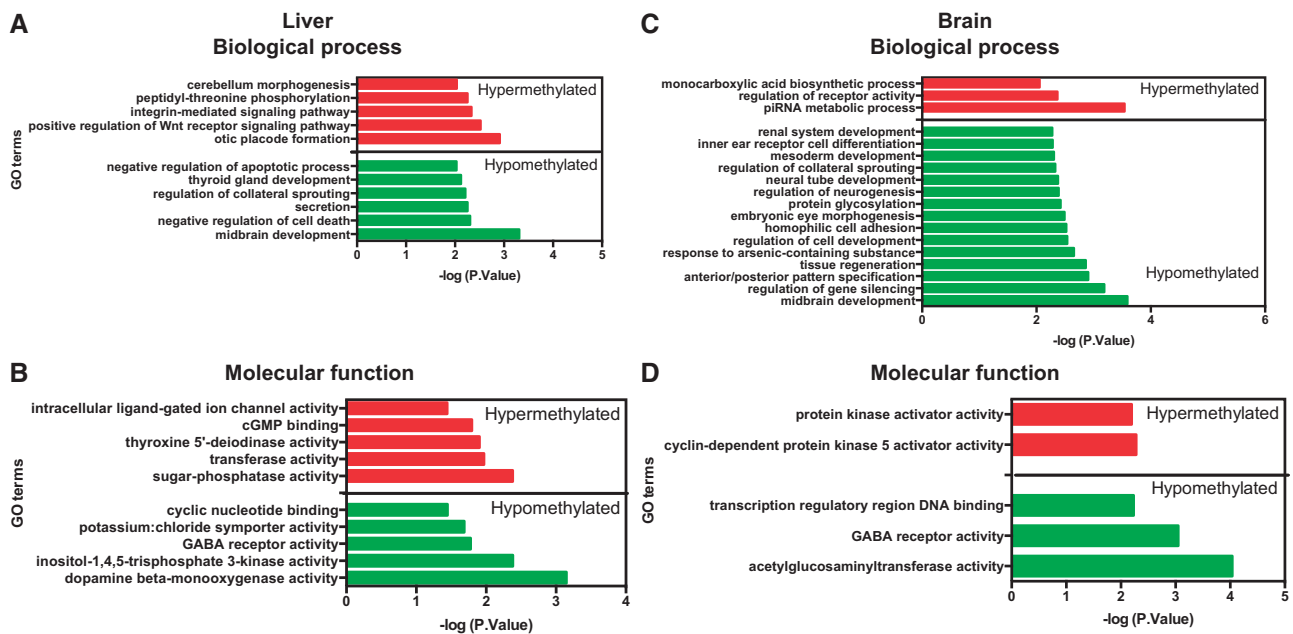 A
Liver
Biological process
GO terms
cerebellum morphogenesis
peptidyl-threonine phosphorylation
integrin-mediated signaling pathway
positive regulation of Wnt receptor signaling pathway
otic placode formation
Hypermethylated
negative regulation of apoptotic process
thyroid gland development
regulation of collateral sprouting
secretion
negative regulation of cell death
midbrain development
Hypomethylated
0 1 2 3 4 5
-log (P.Value)
B
Molecular function
GO terms
intracellular ligand-gated ion channel activity
cGMP binding
thyroxine 5'-deiodinase activity
transferase activity
sugar-phosphatase activity
Hypermethylated
cyclic nucleotide binding
potassium:chloride symporter activity
GABA receptor activity
inositol-1,4,5-trisphosphate 3-kinase activity
dopamine beta-monooxygenase activity
Hypomethylated
0 1 2 3 4
-log (P.Value)
C
Brain
Biological process
monocarboxylic acid biosynthetic process
regulation of receptor activity
piRNA metabolic process
Hypermethylated
renal system development
inner ear receptor cell differentiation
mesoderm development
regulation of collateral sprouting
neural tube development
regulation of neurogenesis
protein glycosylation
embryonic eye morphogenesis
homophilic cell adhesion
regulation of cell development
response to arsenic-containing substance
tissue regeneration
anterior/posterior pattern specification
regulation of gene silencing
midbrain development
Hypomethylated
0 2 4 6
-log (P.Value)
D
Molecular function
GO terms
protein kinase activator activity
cyclin-dependent protein kinase 5 activator activity
Hypermethylated
transcription regulatory region DNA binding
GABA receptor activity
acetylglucosaminyltransferase activity
Hypomethylated
0 1 2 3 4 5
-log (P.Value)